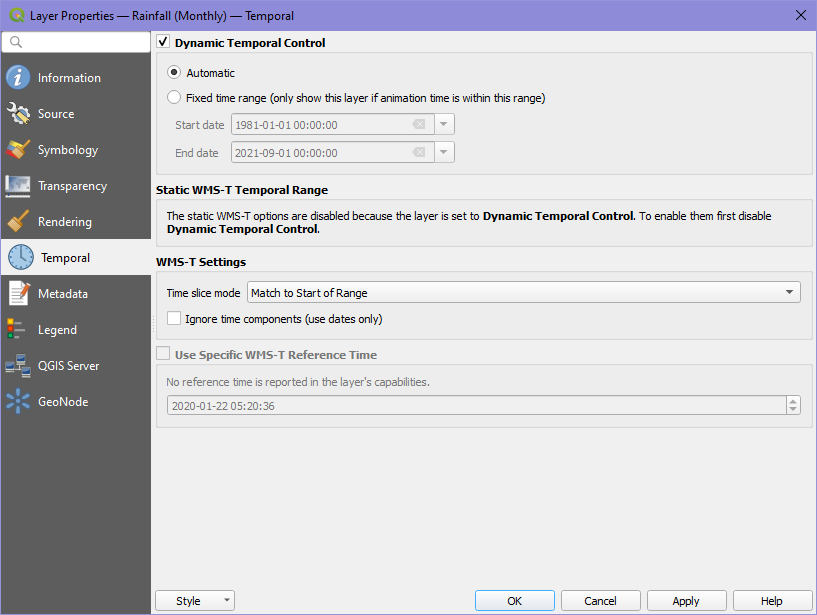 Layer Properties — Rainfall (Monthly) — Temporal
Information
Source
Symbology
Transparency
Rendering
Temporal
Metadata
Legend
QGIS Server
GeoNode
Dynamic Temporal Control
Automatic
Fixed time range (only show this layer if animation time is within this range)
Start date 1981-01-01 00:00:00
End date 2021-09-01 00:00:00
Static WMS-T Temporal Range
The static WMS-T options are disabled because the layer is set to Dynamic Temporal Control. To enable them first disable
Dynamic Temporal Control.
WMS-T Settings
Time slice mode Match to Start of Range
Ignore time components (use dates only)
Use Specific WMS-T Reference Time
No reference time is reported in the layer's capabilities.
2020-01-22 05:20:36
Style OK Cancel Apply Help